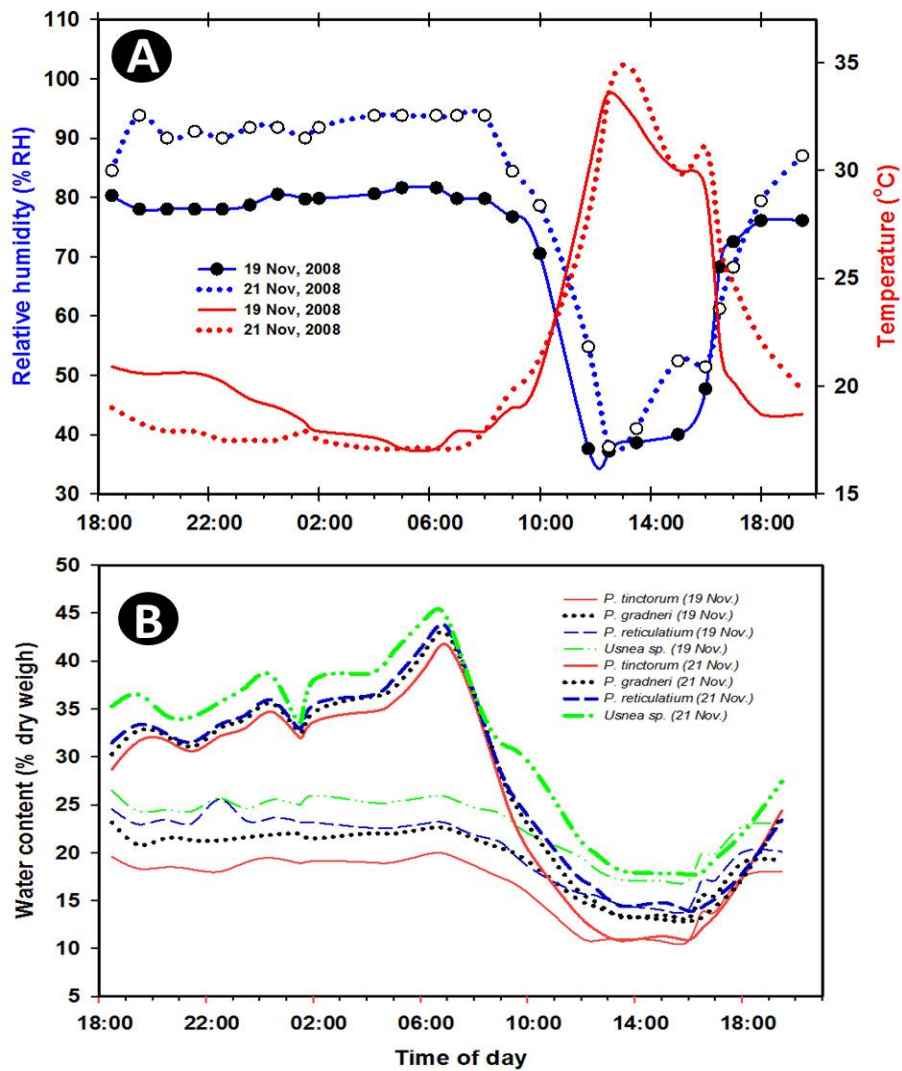 A
Relative humidity (%RH)
110
100
90
80
70
60
50
40
30
35
30
25
20
15
Temperature (°C)
19 Nov, 2008
21 Nov, 2008
19 Nov, 2008
21 Nov, 2008
18:00 22:00 02:00 06:00 10:00 14:00 18:00
B
Water content (% dry weigh)
50
45
40
35
30
25
20
15
10
5
P. tinctorum (19 Nov.)
P. gradneri (19 Nov.)
P. reticulatium (19 Nov.)
Usnea sp. (19 Nov.)
P. tinctorum (21 Nov.)
P. gradneri (21 Nov.)
P. reticulatium (21 Nov.)
Usnea sp. (21 Nov.)
18:00 22:00 02:00 06:00 10:00 14:00 18:00
Time of day